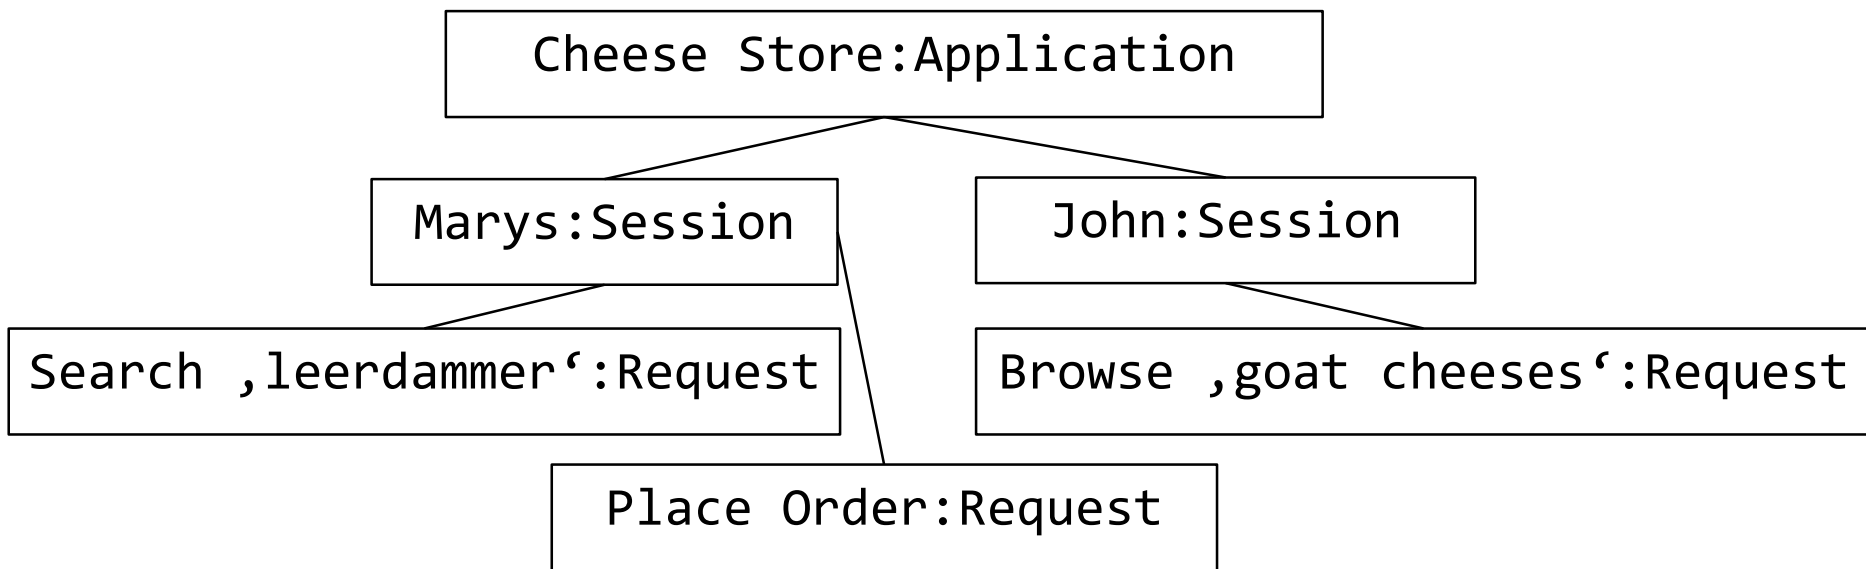 Cheese Store:Application
Marys:Session
John:Session
Search ‚leerdammer‘:Request
Browse ‚goat cheeses‘:Request
Place Order:Request